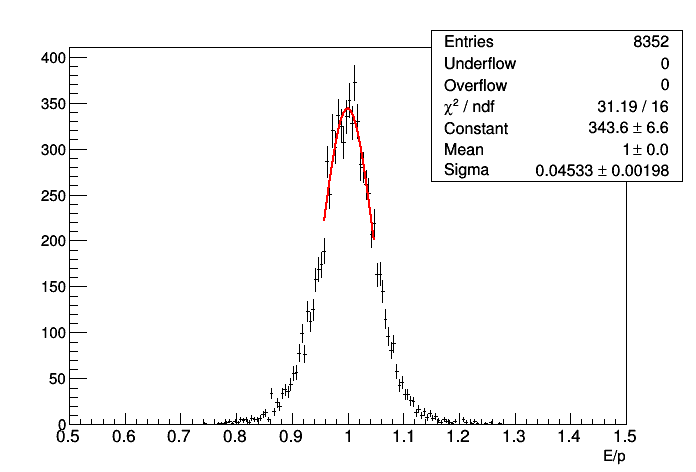 Entries 8352
Underflow 0
Overflow 0
χ² / ndf 31.19 / 16
Constant 343.6 ± 6.6
Mean 1 ± 0.0
Sigma 0.04533 ± 0.00198
400
350
300
250
200
150
100
50
0
0.5 0.6 0.7 0.8 0.9 1 1.1 1.2 1.3 1.4 1.5
E/p